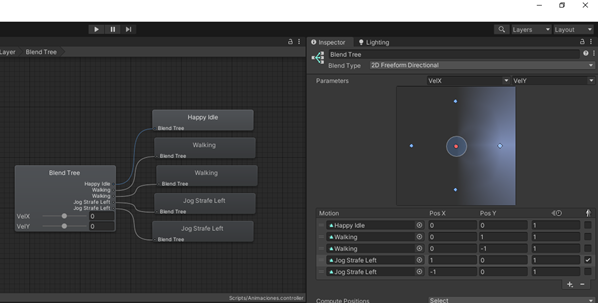 Layers
Layout
Layer
Blend Tree
Inspector
Lighting
Blend Tree
Blend Type
2D Freeform Directional
Parameters
VelX
VelY
Happy Idle
Blend Tree
Walking
Blend Tree
Walking
Blend Tree
Jog Strafe Left
Blend Tree
Jog Strafe Left
Blend Tree
Blend Tree
Happy Idle
Walking
Walking
Jog Strafe Left
Jog Strafe Left
VelX 0
VelY 0
Motion Pos X Pos Y
Happy Idle 0 0 1
Walking 0 1 1
Walking 0 -1 1
Jog Strafe Left 1 0 1
Jog Strafe Left -1 0 1
Compute Positions Select
Scripts/Animaciones.controller